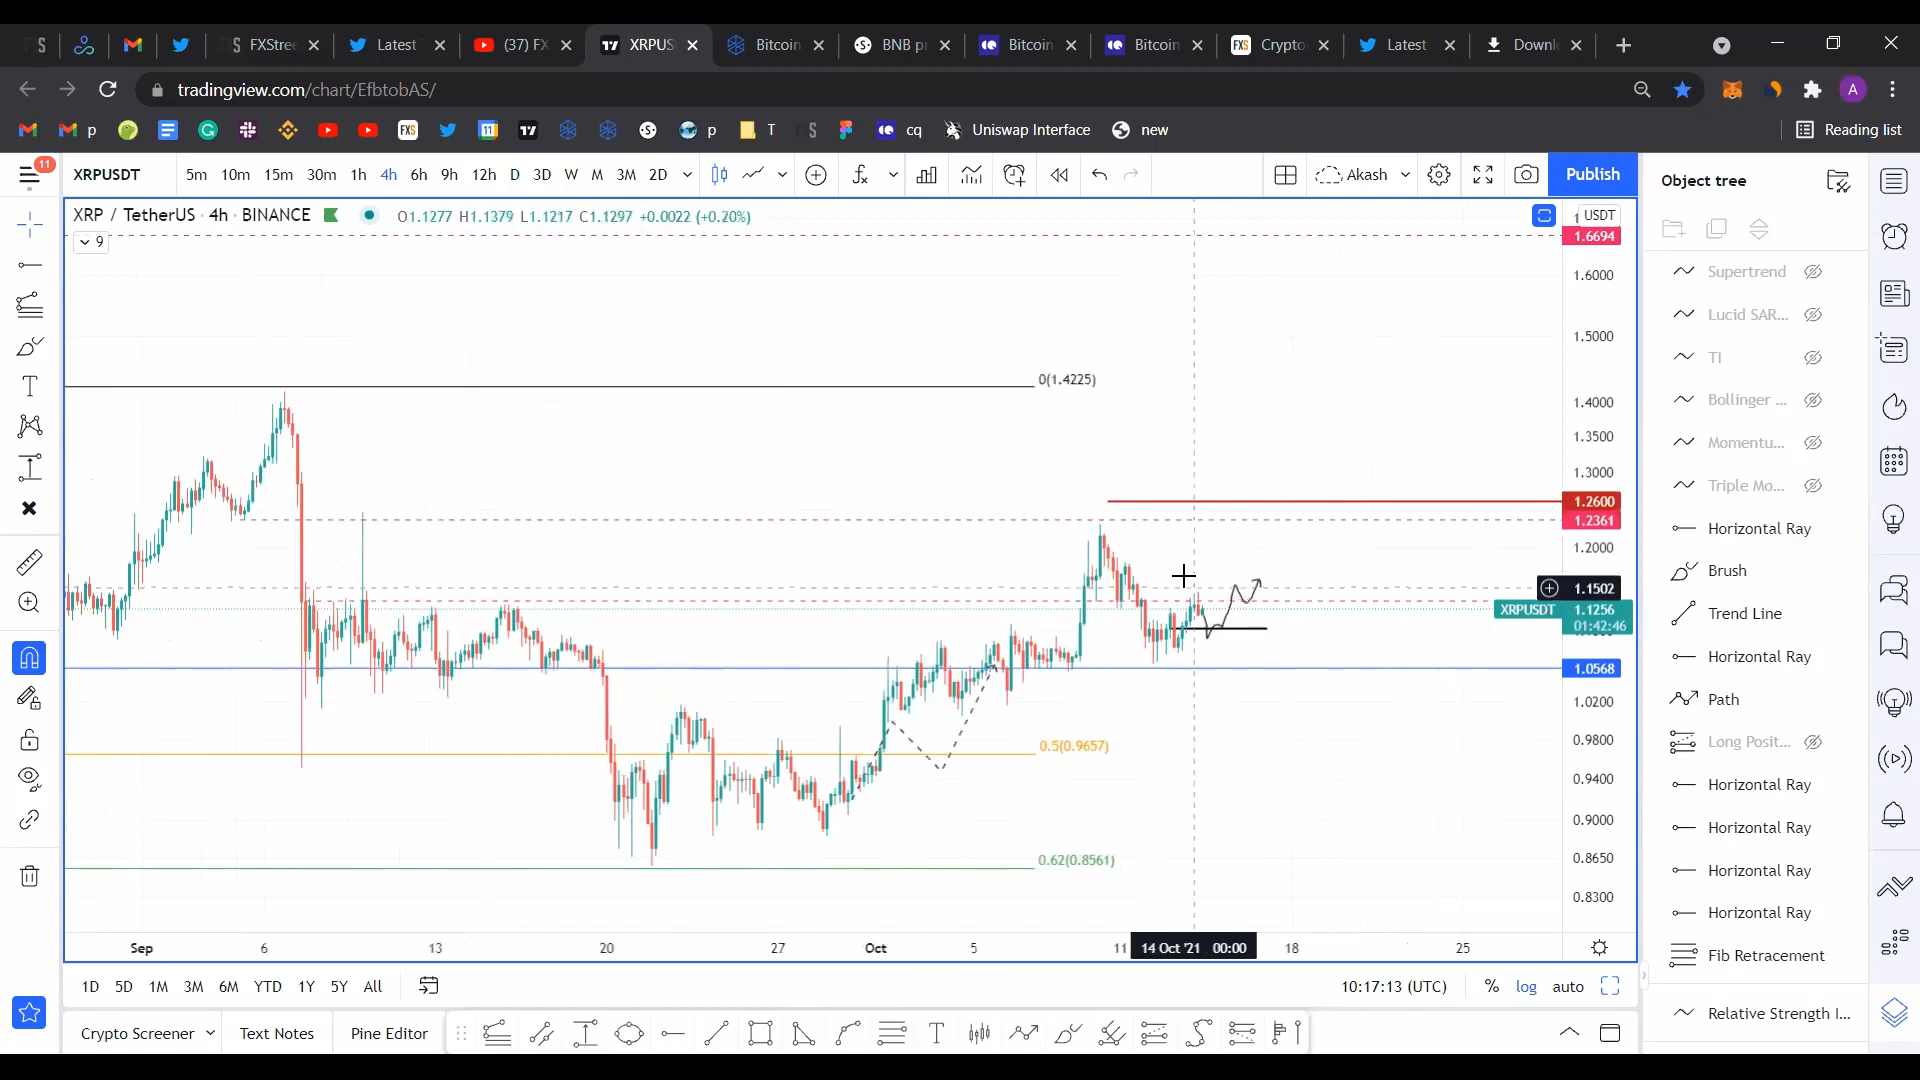 S FXStree (37) FX XRPUS Bitcoin BNB pr Bitcoin Bitcoin Crypto Latest Downl
Latest
tradingview.com/chart/EfbtobAS/
p T S cq Uniswap Interface new Reading list
11
XRPUSDT 5m 10m 15m 30m 1h 4h 6h 9h 12h D 3D W M 3M 2D Akash Publish
Object tree
XRP / TetherUS · 4h · BINANCE O1.1277 H1.1379 L1.1217 C1.1297 +0.0022 (+0.20%)
9
USDT
1.6694
1.6000
1.5000
0(1.4225)
1.4000
1.3500
1.3000
1.2600
1.2361
1.2000
1.1502
XRPUSDT 1.1256
01:42:46
1.0568
1.0200
0.5(0.9657)
0.9800
0.9400
0.9000
0.62(0.8561)
0.8650
0.8300
Sep 6 13 20 27 Oct 5 11 14 Oct '21 00:00 18 25
Supertrend
Lucid SAR...
TI
Bollinger ...
Momentu...
Triple Mo...
Horizontal Ray
Brush
Trend Line
Horizontal Ray
Path
Long Posit...
Horizontal Ray
Horizontal Ray
Horizontal Ray
Horizontal Ray
Fib Retracement
Relative Strength I...
1D 5D 1M 3M 6M YTD 1Y 5Y All 10:17:13 (UTC) % log auto
Crypto Screener Text Notes Pine Editor